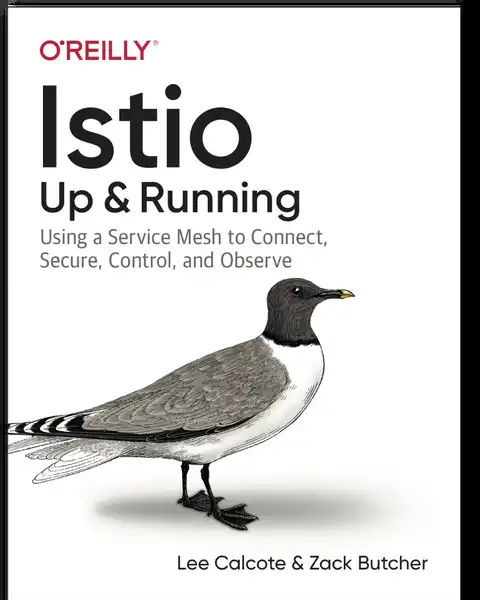 O'REILLY®
Istio
Up & Running
Using a Service Mesh to Connect,
Secure, Control, and Observe
Lee Calcote & Zack Butcher